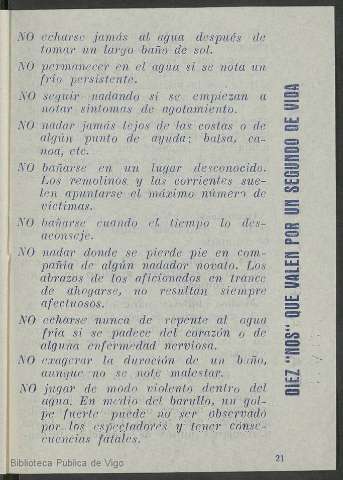 NO echarse jamás al agua después de
tomar un largo baño de sol.
NO permanecer en el agua si se nota un
frío persistente.
NO seguir nadando si se empiezan a
notar síntomas de agotamiento.
NO nadar jamás lejos de las costas o de
algún punto de ayuda; balsa, ca-
noa, etc.
NO bañarse en un lugar desconocido.
Los remolinos y las corrientes sue-
len apuntarse el máximo número de
víctimas.
NO bañarse cuando el tiempo lo des-
aconseje.
NO nadar donde se pierde pie en com-
pañía de algún nadador novato. Los
abrazos de los aficionados en trance
de ahogarse, no resultan siempre
afectuosos.
NO echarse nunca de repente al agua
fría si se padece del corazón o de
alguna enfermedad nerviosa.
NO exagerar la duración de un baño,
aunque no se note malestar.
NO jugar de modo violento dentro del
agua. En medio del barullo, un gol-
pe fuerte puede no ser observado
por los espectadores y tener conse-
cuencias fatales.
DIEZ "NOS" QUE VALEN POR UN SEGUNDO DE VIDA
21
Biblioteca Pública de Vigo